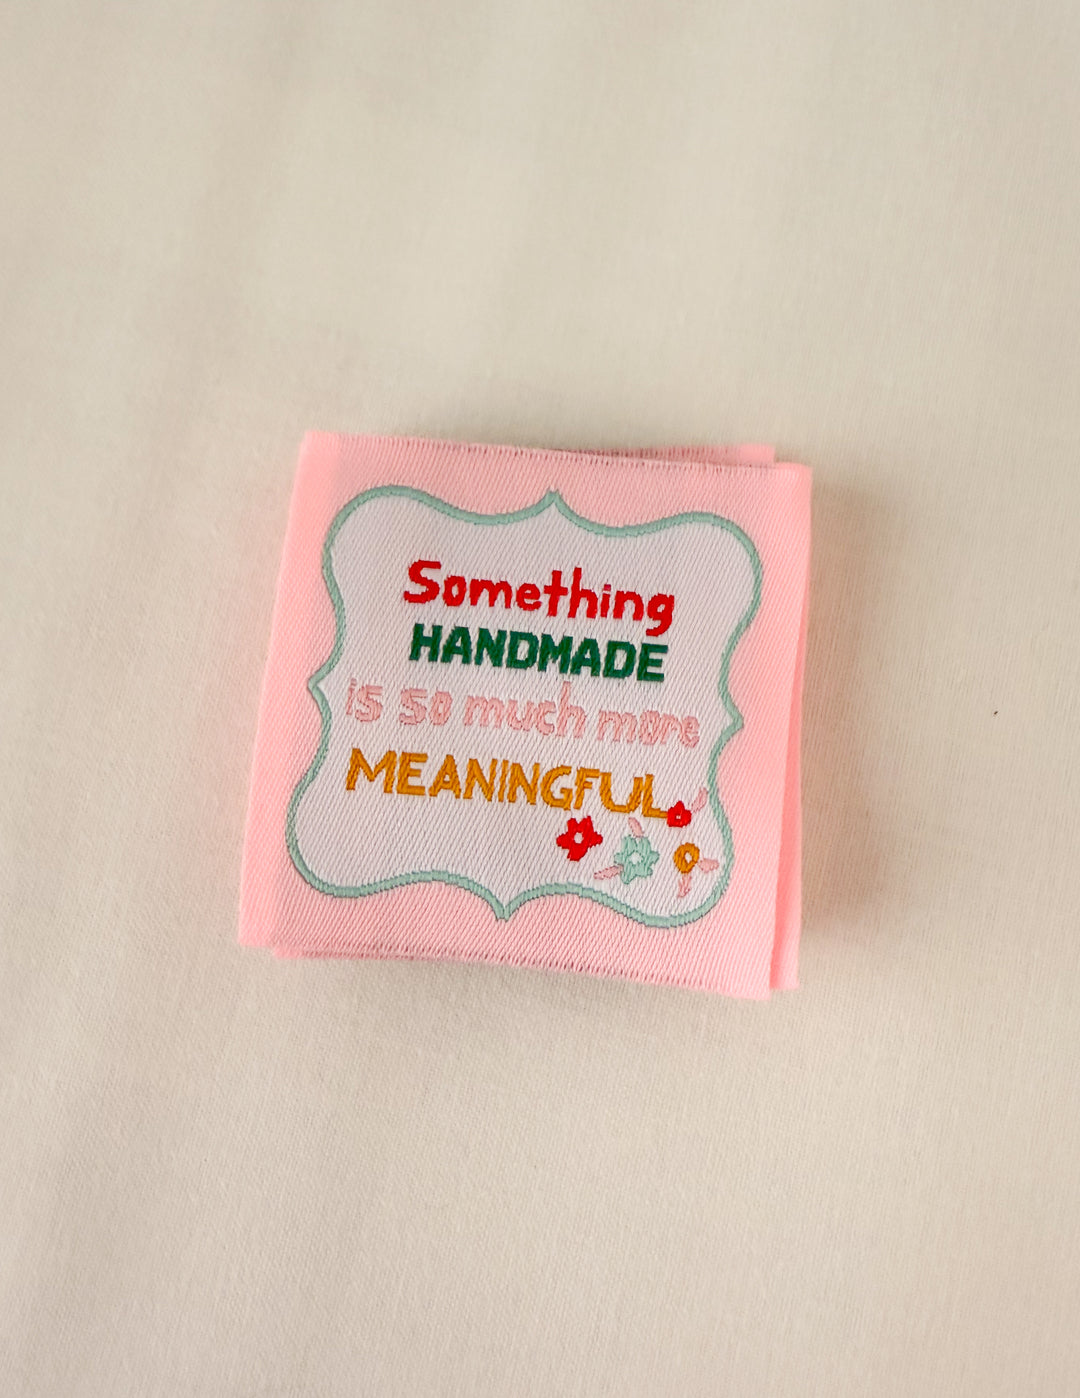 Something
HANDMADE
is so much more
MEANINGFUL